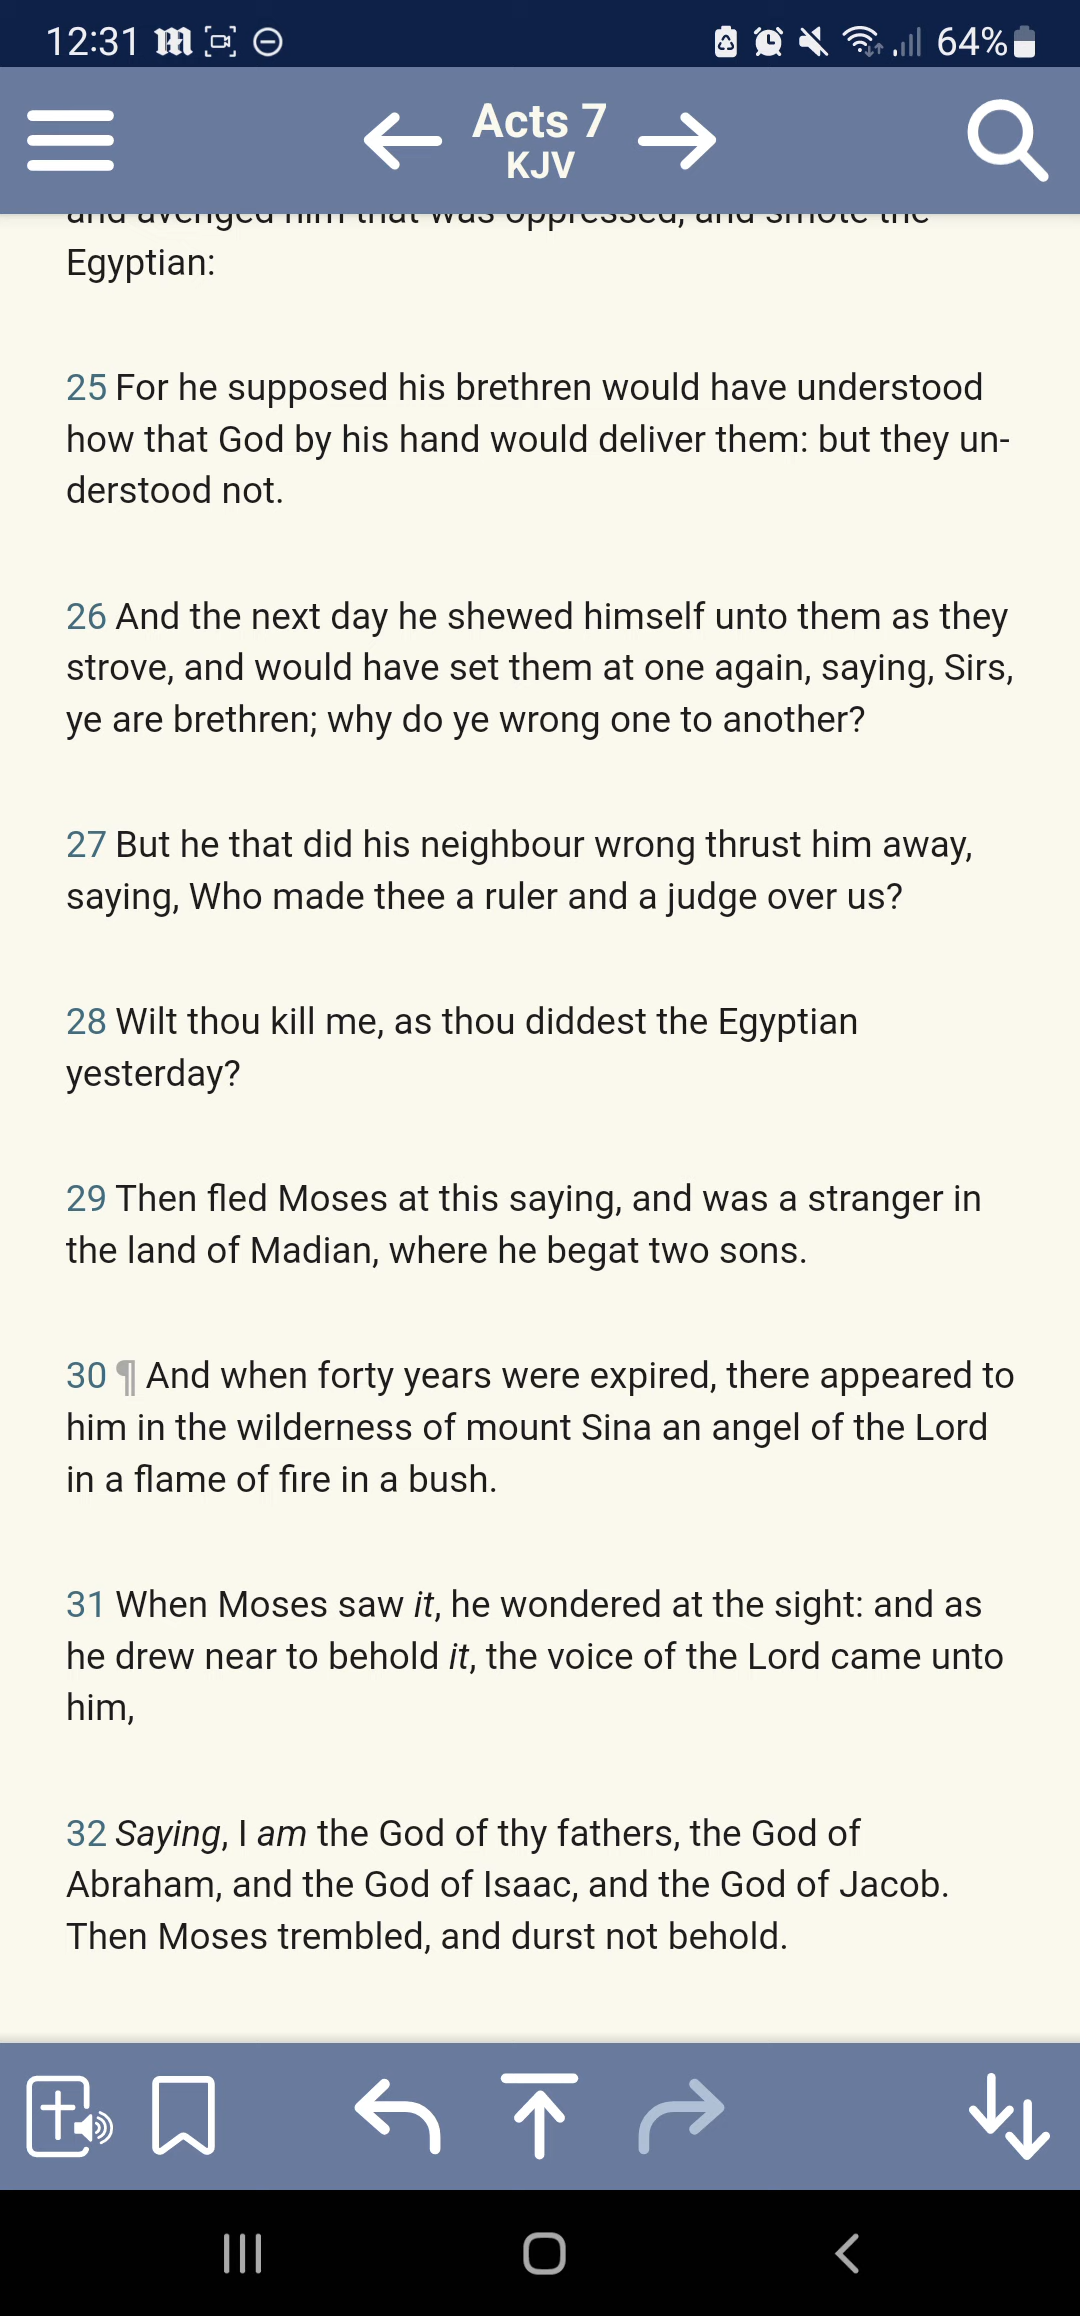 12:31
64%
Acts 7
KJV
and avenged him that was oppressed, and smote the
Egyptian:
25 For he supposed his brethren would have understood
how that God by his hand would deliver them: but they un-
derstood not.
26 And the next day he shewed himself unto them as they
strove, and would have set them at one again, saying, Sirs,
ye are brethren; why do ye wrong one to another?
27 But he that did his neighbour wrong thrust him away,
saying, Who made thee a ruler and a judge over us?
28 Wilt thou kill me, as thou diddest the Egyptian
yesterday?
29 Then fled Moses at this saying, and was a stranger in
the land of Madian, where he begat two sons.
30 ¶ And when forty years were expired, there appeared to
him in the wilderness of mount Sina an angel of the Lord
in a flame of fire in a bush.
31 When Moses saw it, he wondered at the sight: and as
he drew near to behold it, the voice of the Lord came unto
him,
32 Saying, I am the God of thy fathers, the God of
Abraham, and the God of Isaac, and the God of Jacob.
Then Moses trembled, and durst not behold.